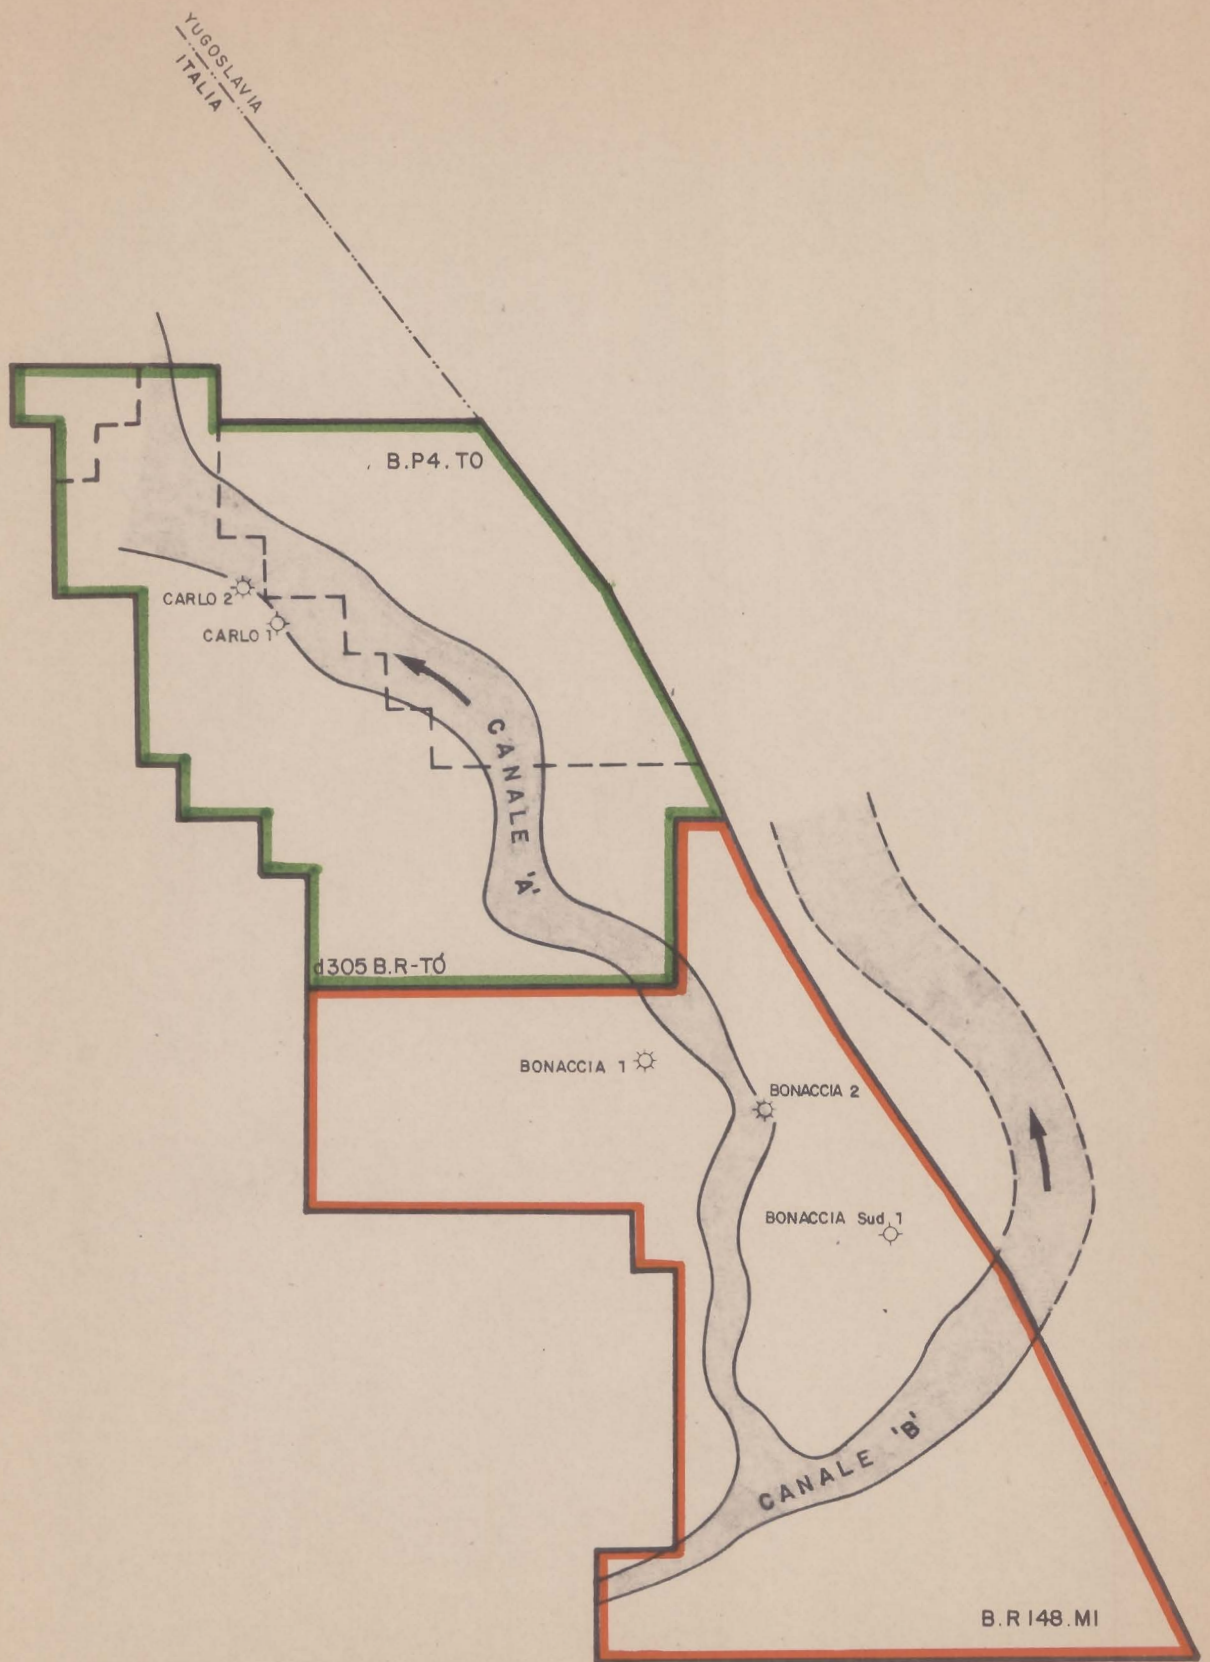 YUGOSLAVIA
ITALIA
B.P4.TO
CARLO 2
CARLO 1
CANALE 'A'
d305 B.R-TO
BONACCIA 1
BONACCIA 2
BONACCIA Sud 1
CANALE 'B'
B.R 148.MI